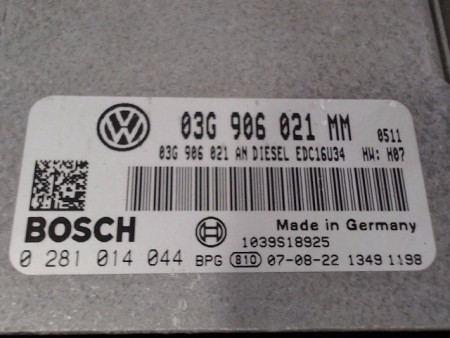 03G 906 021 MM 0511
03G 906 021 AN DIESEL EDC16U34 HW: H07
BOSCH
Made in Germany
1039S18925
0 281 014 044 BPG 810 07-08-22 1349 1198